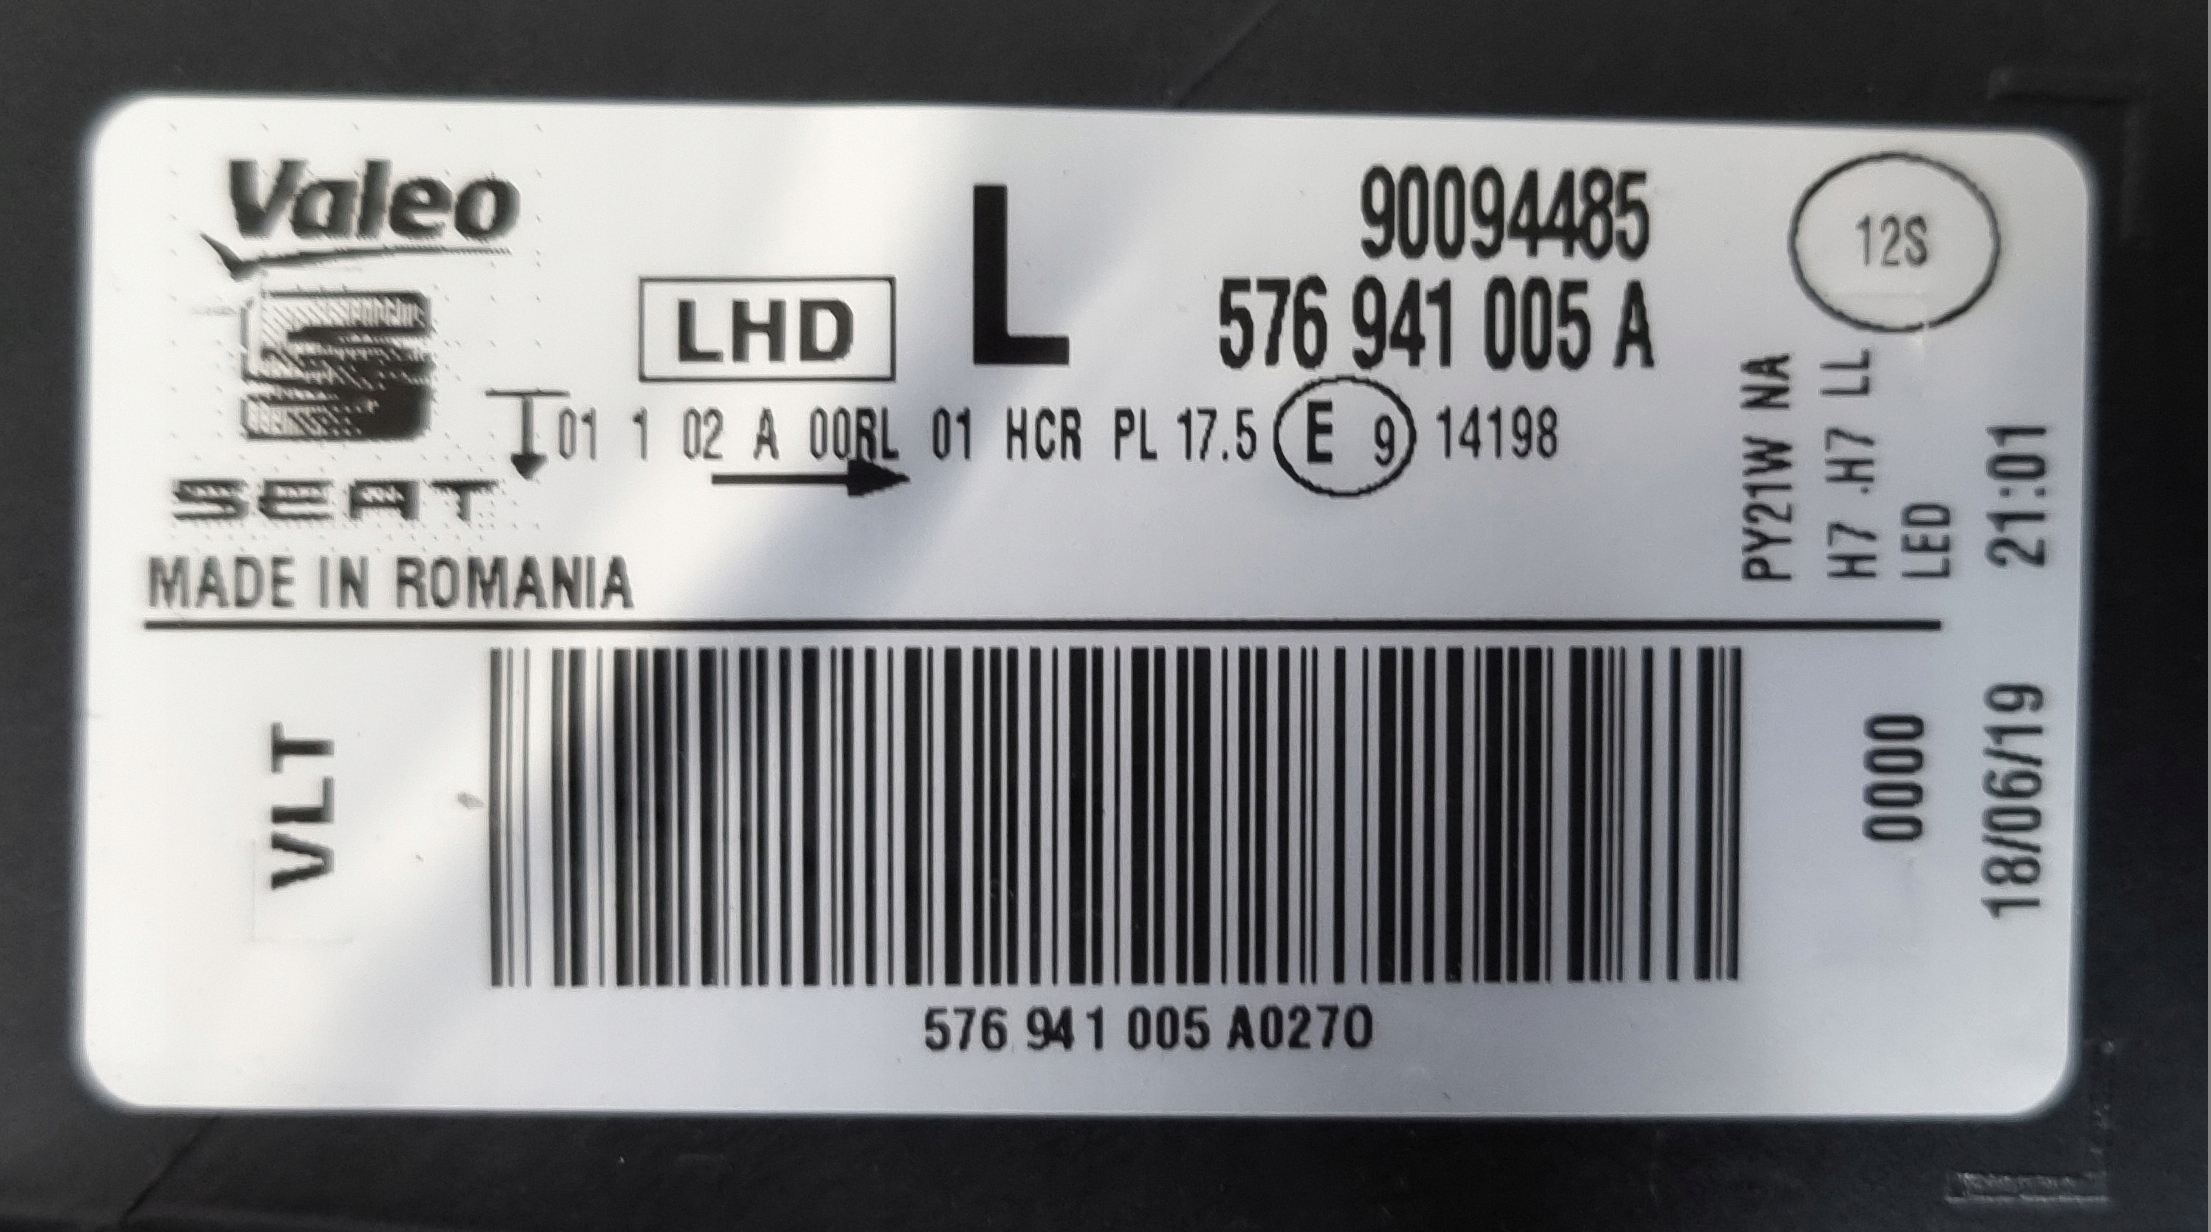 Valeo
SEAT
MADE IN ROMANIA
LHD
L
90094485
576 941 005 A
01 1 02 A 00RL 01 HCR PL 17.5 E 9 14198
12S
PY21W NA
H7 .H7 LL
LED
21:01
VLT
576 941 005 A0270
0000
18/06/19